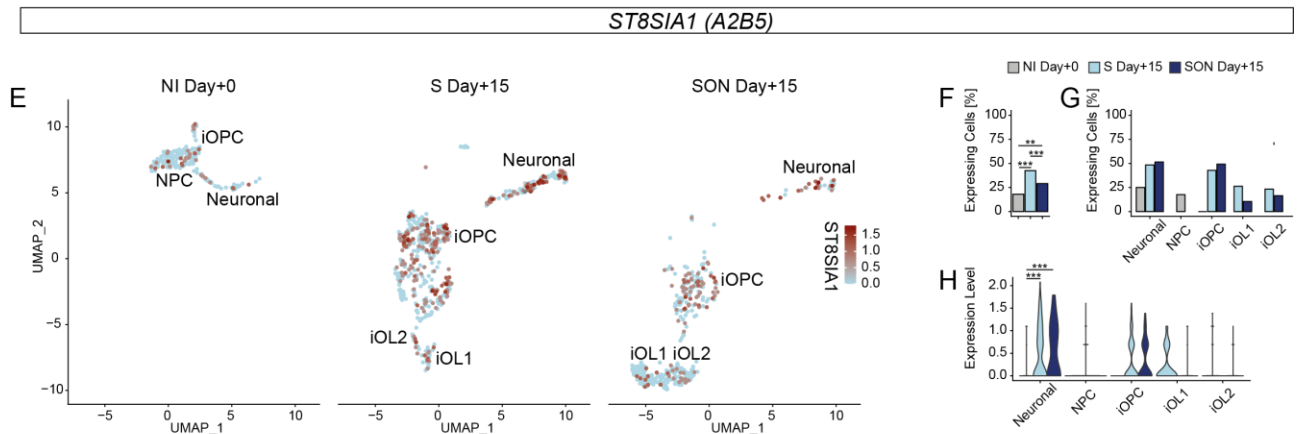 ST8SIA1 (A2B5)
E
NI Day+0
S Day+15
SON Day+15
UMAP_2
10
5
0
−5
−10
iOPC
NPC
Neuronal
−5 0 5 10
UMAP_1
Neuronal
iOPC
iOL2
iOL1
−5 0 5 10
UMAP_1
Neuronal
iOPC
iOL1 iOL2
−5 0 5 10
UMAP_1
ST8SIA1
1.5
1.0
0.5
0.0
NI Day+0 S Day+15 SON Day+15
F
Expressing Cells [%]
100
75
50
25
0
**
***
***
G
Expressing Cells [%]
100
75
50
25
0
Neuronal
NPC
iOPC
iOL1
iOL2
H
Expression Level
2.0
1.5
1.0
0.5
0.0
***
***
Neuronal
NPC
iOPC
iOL1
iOL2